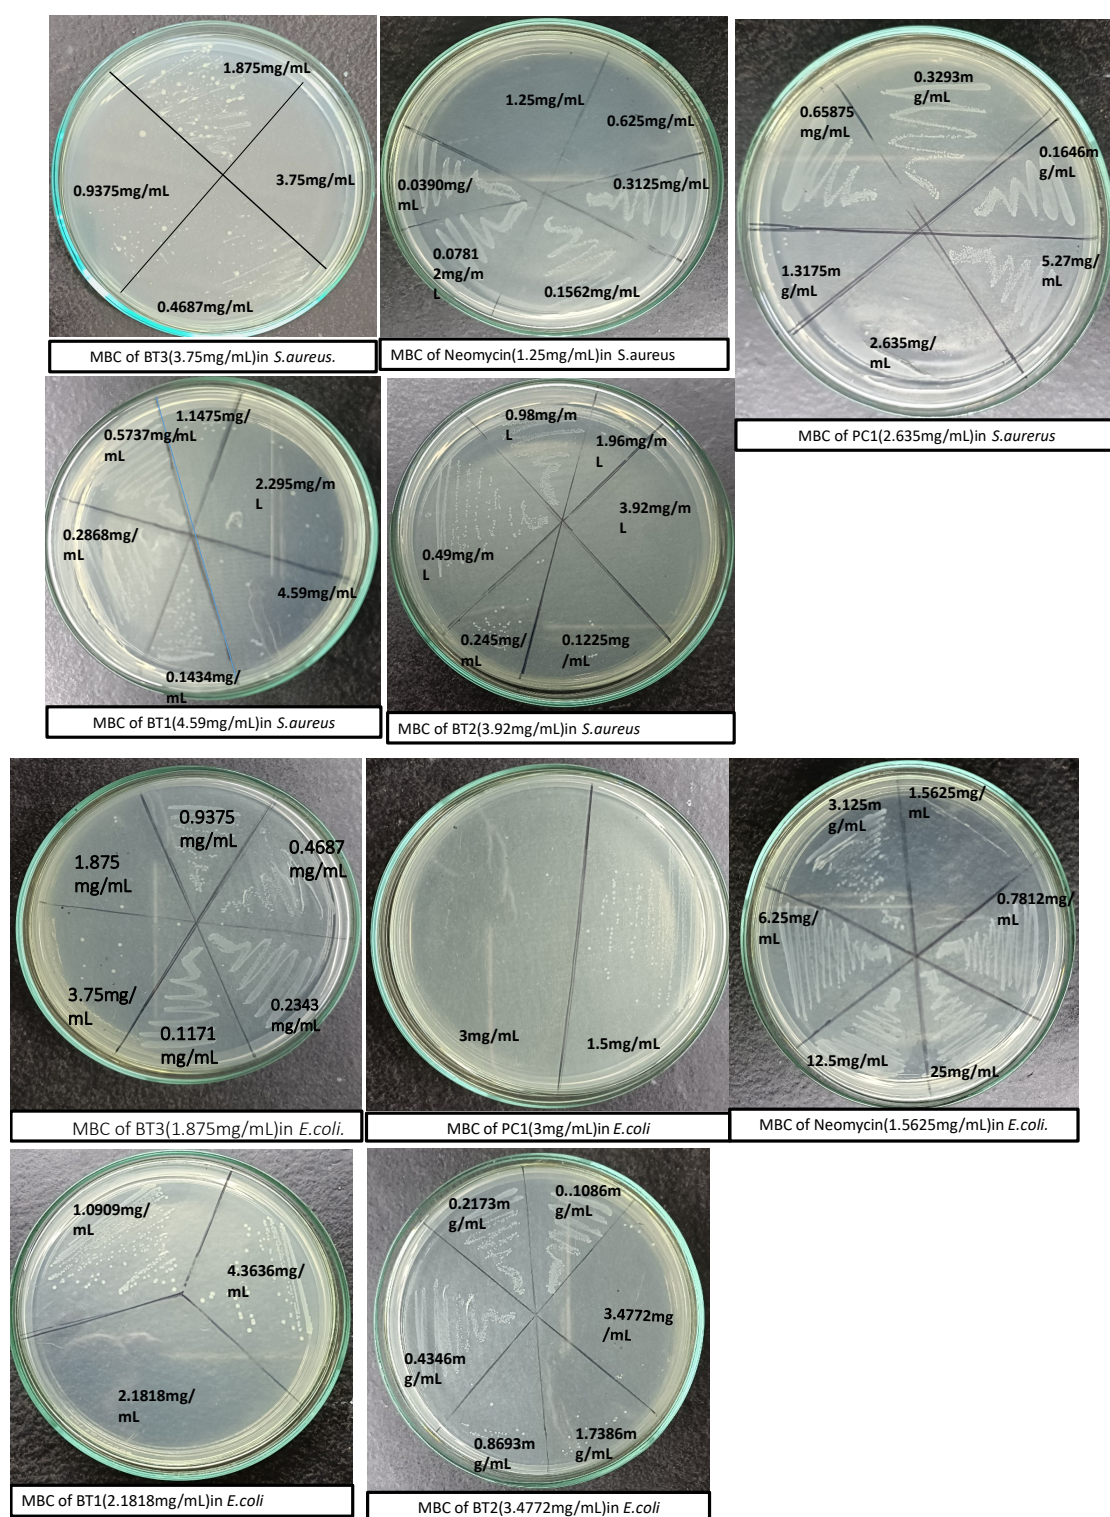 1.875mg/mL
0.9375mg/mL
3.75mg/mL
0.4687mg/mL
MBC of BT3(3.75mg/mL)in S.aureus.
1.25mg/mL
0.625mg/mL
0.0390mg/
mL
0.3125mg/mL
0.0781
2mg/m
L
0.1562mg/mL
MBC of Neomycin(1.25mg/mL)in S.aureus
0.3293m
g/mL
0.65875
mg/mL
0.1646m
g/mL
1.3175m
g/mL
5.27mg/
mL
2.635mg/
mL
MBC of PC1(2.635mg/mL)in S.aurerus
1.1475mg/
mL
0.5737mg/
mL
2.295mg/m
L
0.2868mg/
mL
4.59mg/mL
0.1434mg/
mL
MBC of BT1(4.59mg/mL)in S.aureus
0.98mg/m
L
1.96mg/m
L
3.92mg/m
L
0.49mg/m
L
0.245mg/
mL
0.1225mg
/mL
MBC of BT2(3.92mg/mL)in S.aureus
0.9375
mg/mL
1.875
mg/mL
0.4687
mg/mL
3.75mg/
mL
0.2343
mg/mL
0.1171
mg/mL
MBC of BT3(1.875mg/mL)in E.coli.
3mg/mL
1.5mg/mL
MBC of PC1(3mg/mL)in E.coli
3.125m
g/mL
1.5625mg/
mL
6.25mg/
mL
0.7812mg/
mL
12.5mg/mL
25mg/mL
MBC of Neomycin(1.5625mg/mL)in E.coli.
1.0909mg/
mL
4.3636mg/
mL
2.1818mg/
mL
MBC of BT1(2.1818mg/mL)in E.coli
0.2173m
g/mL
0..1086m
g/mL
3.4772mg
/mL
0.4346m
g/mL
0.8693m
g/mL
1.7386m
g/mL
MBC of BT2(3.4772mg/mL)in E.coli